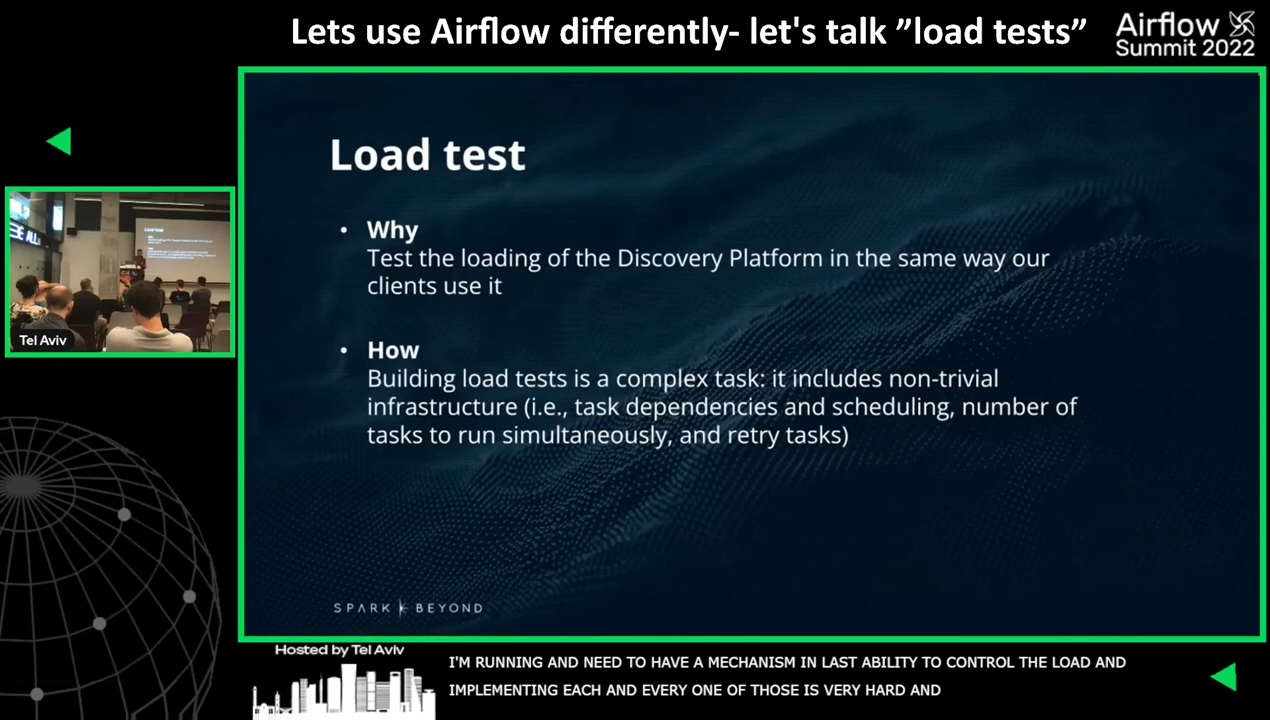 Lets use Airflow differently- let's talk ”load tests”
Airflow
Summit 2022
Load test
• Why
Test the loading of the Discovery Platform in the same way our
clients use it
• How
Building load tests is a complex task: it includes non-trivial
infrastructure (i.e., task dependencies and scheduling, number of
tasks to run simultaneously, and retry tasks)
SPARK BEYOND
Load test
Tel Aviv
Hosted by Tel Aviv
I'M RUNNING AND NEED TO HAVE A MECHANISM IN LAST ABILITY TO CONTROL THE LOAD AND
IMPLEMENTING EACH AND EVERY ONE OF THOSE IS VERY HARD AND